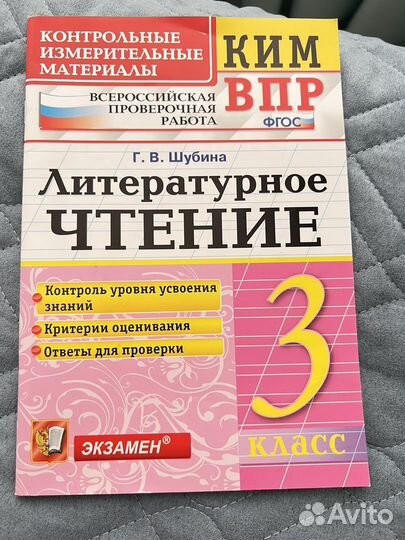 КОНТРОЛЬНЫЕ
ИЗМЕРИТЕЛЬНЫЕ
МАТЕРИАЛЫ
КИМ
ВСЕРОССИЙСКАЯ
ПРОВЕРОЧНАЯ
РАБОТА
ВПР
ФГОС
Г. В. Шубина
Литературное
ЧТЕНИЕ
Контроль уровня усвоения
знаний
Критерии оценивания
Ответы для проверки
3
класс
ЭКЗАМЕН®
Avito